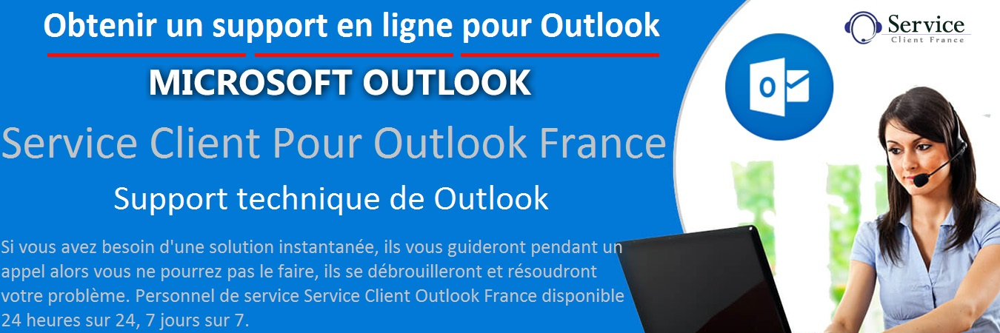 Obtenir un support en ligne pour Outlook
MICROSOFT OUTLOOK
Service Client Pour Outlook France
Support technique de Outlook
Si vous avez besoin d'une solution instantanée, ils vous guideront pendant un
appel alors vous ne pourrez pas le faire, ils se débrouilleront et résoudront
votre problème. Personnel de service Service Client Outlook France disponible
24 heures sur 24, 7 jours sur 7.
Service
Client France
O